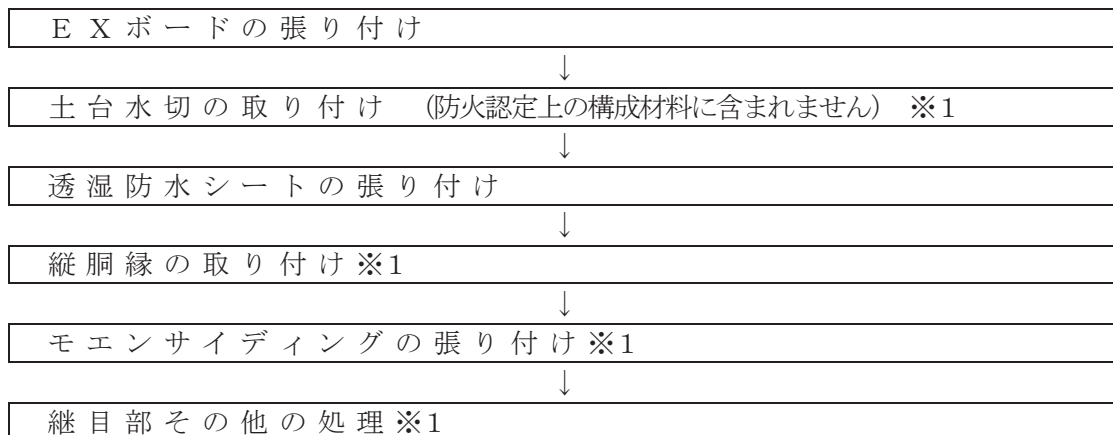 ＥＸボードの張り付け
↓
土台水切の取り付け （防火認定上の構成材料に含まれません） ※1
↓
透湿防水シートの張り付け
↓
縦胴縁の取り付け※1
↓
モエンサイディングの張り付け※1
↓
継目部その他の処理※1